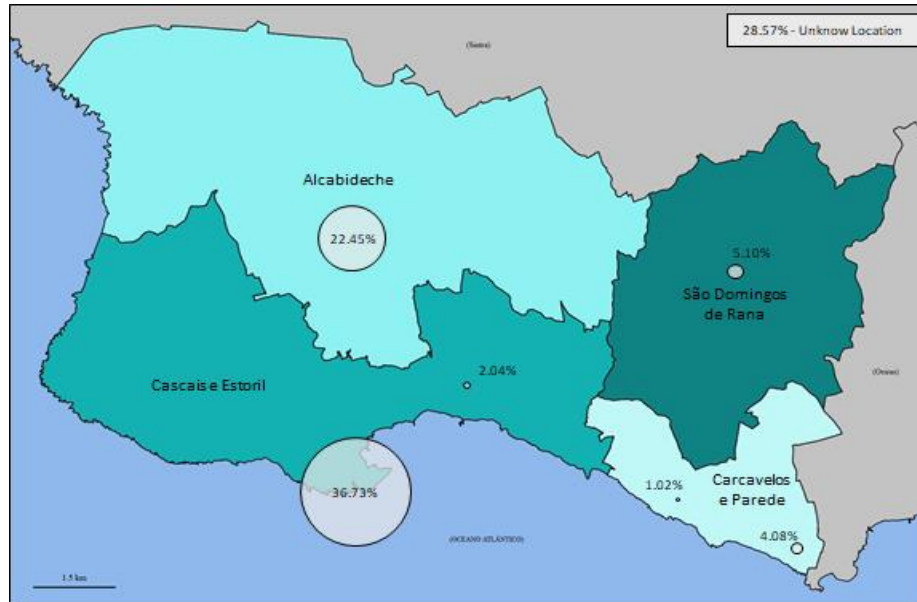 (Sintra)
28.57% - Unknow Location
Alcabideche
22.45%
5.10%
São Domingos
de Rana
(Oeiras)
2.04%
Cascais e Estoril
36.73%
1.02%
Carcavelos
e Parede
4.08%
(OCEANO ATLÂNTICO)
1.5 km